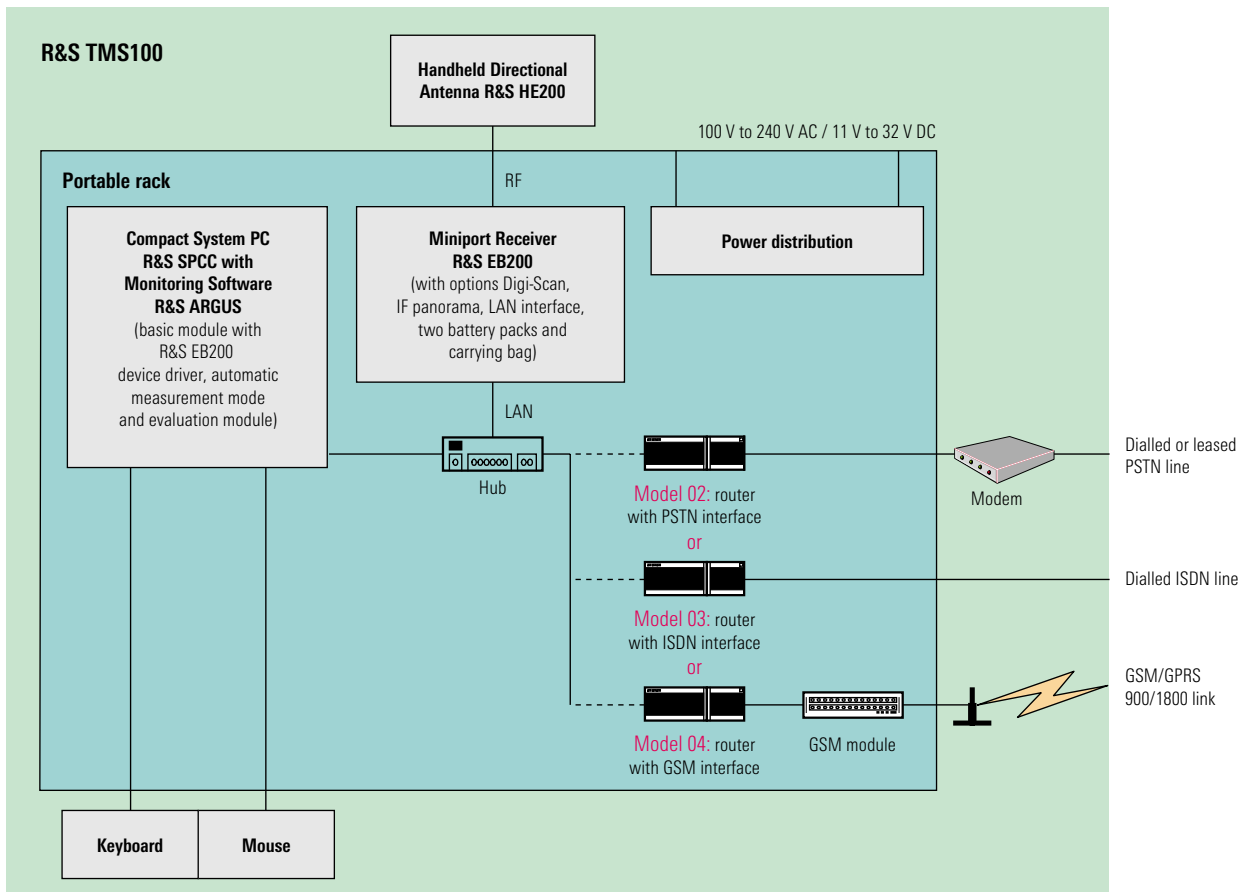 R&S TMS100
Handheld Directional
Antenna R&S HE200
100 V to 240 V AC / 11 V to 32 V DC
Portable rack
RF
Compact System PC
R&S SPCC with
Monitoring Software
R&S ARGUS
(basic module with
R&S EB200
device driver, automatic
measurement mode
and evaluation module)
Miniport Receiver
R&S EB200
(with options Digi-Scan,
IF panorama, LAN interface,
two battery packs and
carrying bag)
Power distribution
LAN
Hub
Model 02: router
with PSTN interface
or
Modem
Dialled or leased
PSTN line
Model 03: router
with ISDN interface
or
Dialled ISDN line
Model 04: router
with GSM interface
GSM module
GSM/GPRS
900/1800 link
Keyboard
Mouse